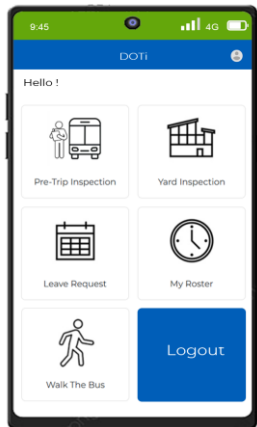 9:45 4G
DOTi
Hello !
Pre-Trip Inspection Yard Inspection
Leave Request My Roster
Walk The Bus Logout